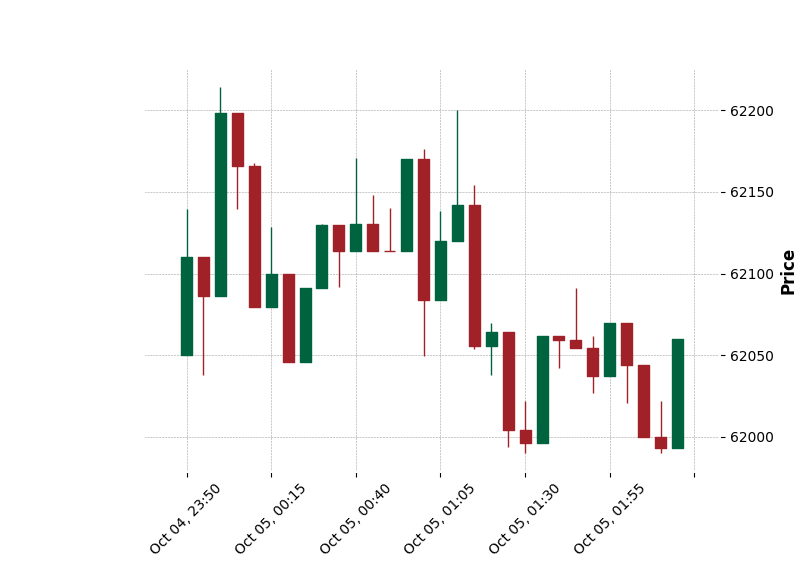 62200
62150
62100
62050
62000
Price
Oct 04, 23:50
Oct 05, 00:15
Oct 05, 00:40
Oct 05, 01:05
Oct 05, 01:30
Oct 05, 01:55